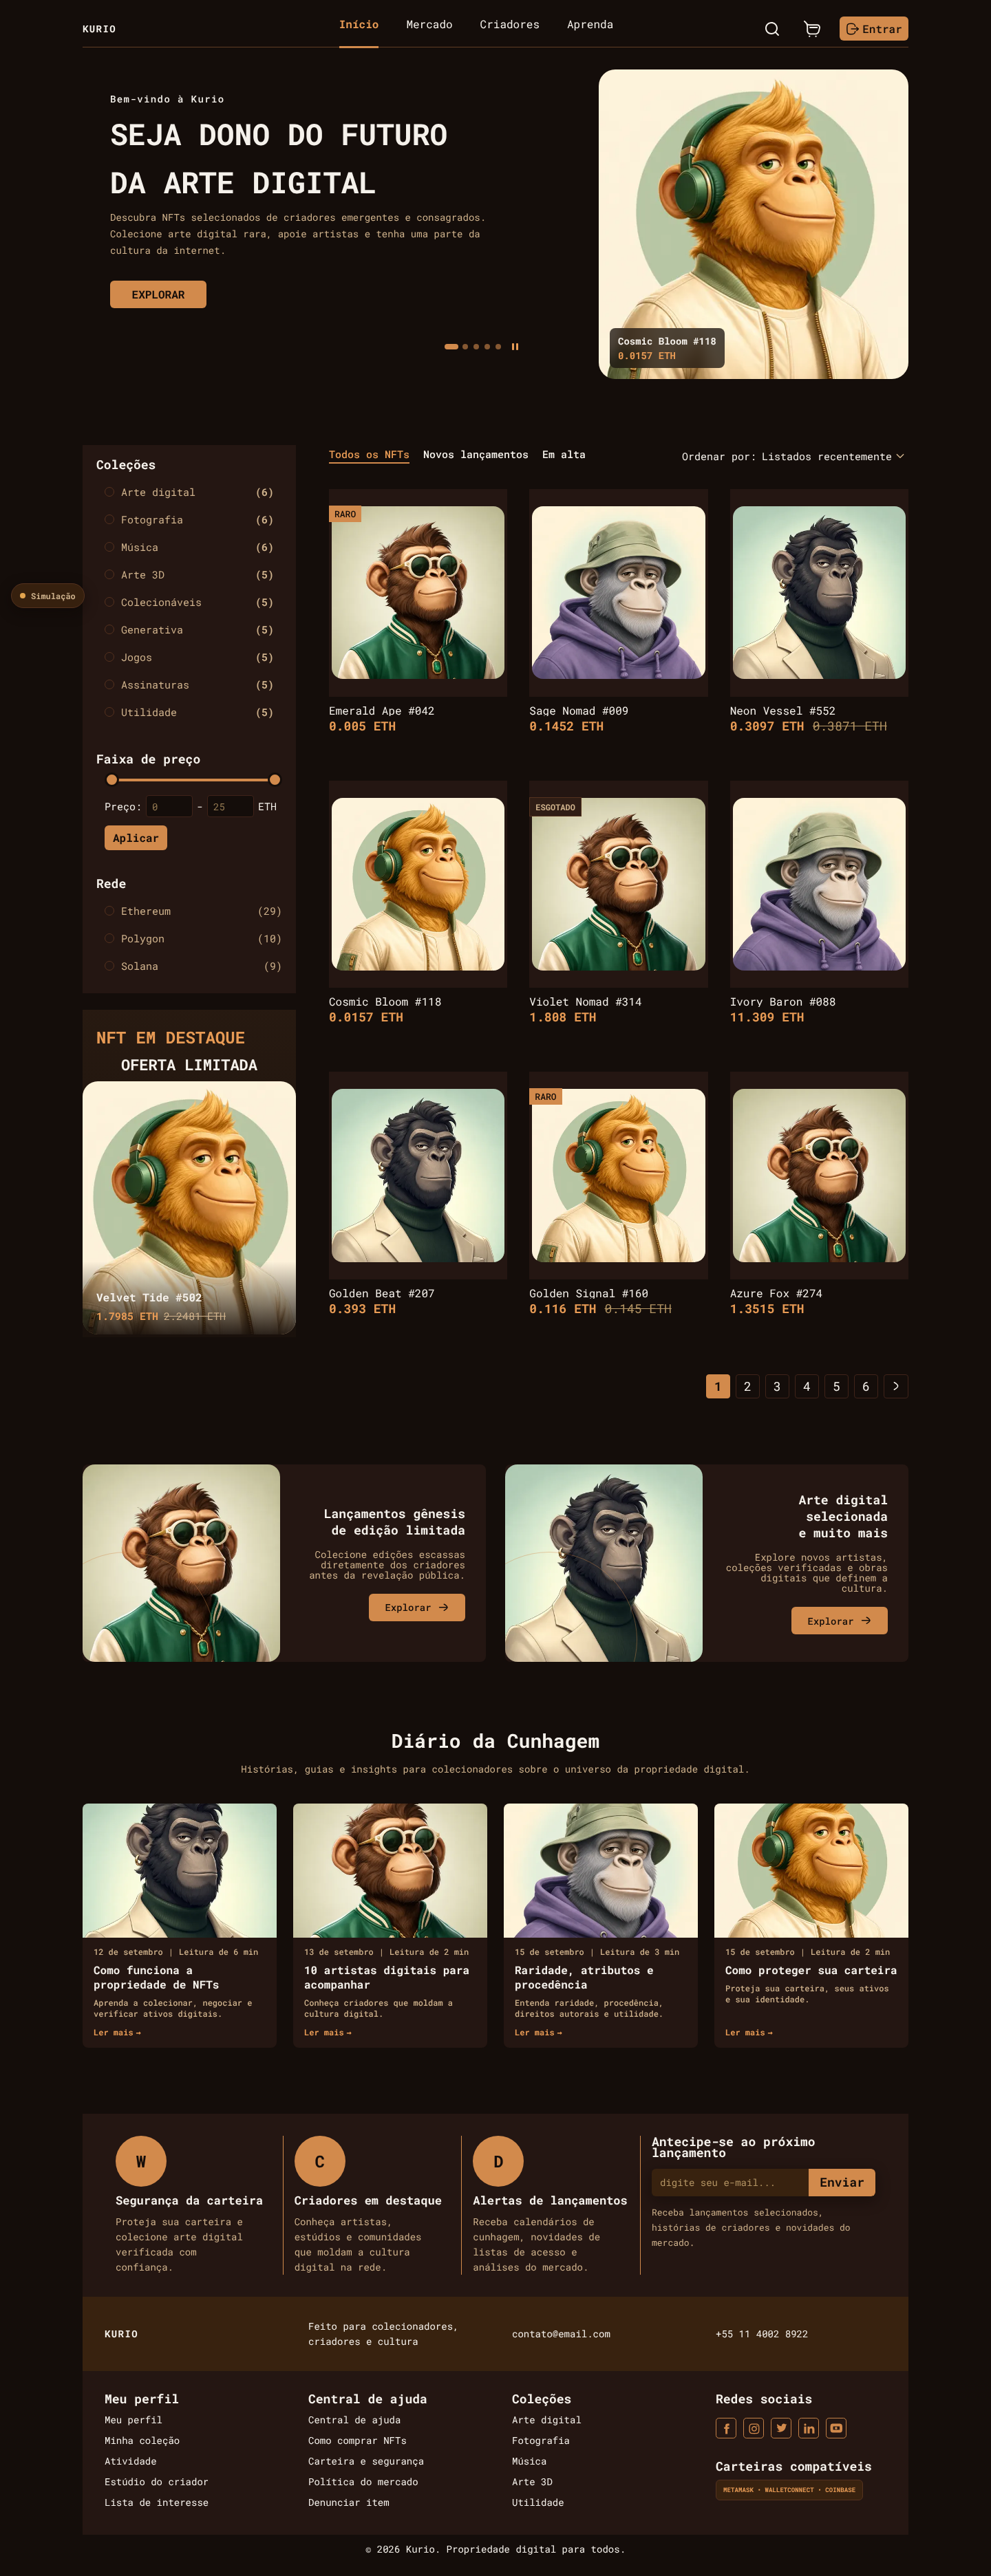 KURIO
Início
Mercado
Criadores
Aprenda
Entrar
Bem-vindo à Kurio
SEJA DONO DO FUTURO
DA ARTE DIGITAL
Descubra NFTs selecionados de criadores emergentes e consagrados.
Colecione arte digital rara, apoie artistas e tenha uma parte da
cultura da internet.
EXPLORAR
Cosmic Bloom #118
0.0157 ETH
Coleções
Arte digital (6)
Fotografia (6)
Música (6)
Arte 3D (5)
Colecionáveis (5)
Generativa (5)
Jogos (5)
Assinaturas (5)
Utilidade (5)
Simulação
Faixa de preço
Preço: 0 - 25 ETH
Aplicar
Rede
Ethereum (29)
Polygon (10)
Solana (9)
NFT EM DESTAQUE
OFERTA LIMITADA
Velvet Tide #502
1.7985 ETH 2.2481 ETH
Todos os NFTs
Novos lançamentos
Em alta
Ordenar por: Listados recentemente
RARO
Emerald Ape #042
0.005 ETH
Sage Nomad #009
0.1452 ETH
Neon Vessel #552
0.3097 ETH 0.3871 ETH
Cosmic Bloom #118
0.0157 ETH
ESGOTADO
Violet Nomad #314
1.808 ETH
Ivory Baron #088
11.309 ETH
Golden Beat #207
0.393 ETH
RARO
Golden Signal #160
0.116 ETH 0.145 ETH
Azure Fox #274
1.3515 ETH
1 2 3 4 5 6
Lançamentos gênesis
de edição limitada
Colecione edições escassas
diretamente dos criadores
antes da revelação pública.
Explorar
Arte digital
selecionada
e muito mais
Explore novos artistas,
coleções verificadas e obras
digitais que definem a
cultura.
Explorar
Diário da Cunhagem
Histórias, guias e insights para colecionadores sobre o universo da propriedade digital.
12 de setembro | Leitura de 6 min
Como funciona a
propriedade de NFTs
Aprenda a colecionar, negociar e
verificar ativos digitais.
Ler mais →
13 de setembro | Leitura de 2 min
10 artistas digitais para
acompanhar
Conheça criadores que moldam a
cultura digital.
Ler mais →
15 de setembro | Leitura de 3 min
Raridade, atributos e
procedência
Entenda raridade, procedência,
direitos autorais e utilidade.
Ler mais →
15 de setembro | Leitura de 2 min
Como proteger sua carteira
Proteja sua carteira, seus ativos
e sua identidade.
Ler mais →
W
Segurança da carteira
Proteja sua carteira e
colecione arte digital
verificada com
confiança.
C
Criadores em destaque
Conheça artistas,
estúdios e comunidades
que moldam a cultura
digital na rede.
D
Alertas de lançamentos
Receba calendários de
cunhagem, novidades de
listas de acesso e
análises do mercado.
Antecipe-se ao próximo
lançamento
digite seu e-mail...
Enviar
Receba lançamentos selecionados,
histórias de criadores e novidades do
mercado.
KURIO
Feito para colecionadores,
criadores e cultura
contato@email.com
+55 11 4002 8922
Meu perfil
Meu perfil
Minha coleção
Atividade
Estúdio do criador
Lista de interesse
Central de ajuda
Central de ajuda
Como comprar NFTs
Carteira e segurança
Política do mercado
Denunciar item
Coleções
Arte digital
Fotografia
Música
Arte 3D
Utilidade
Redes sociais
Carteiras compatíveis
METAMASK • WALLETCONNECT • COINBASE
© 2026 Kurio. Propriedade digital para todos.